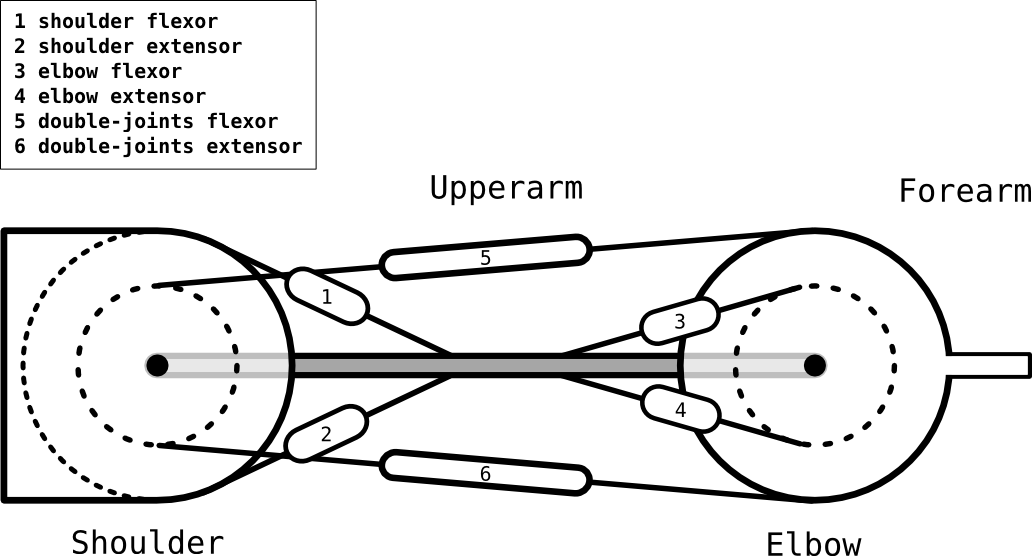 1 shoulder flexor
2 shoulder extensor
3 elbow flexor
4 elbow extensor
5 double-joints flexor
6 double-joints extensor
Upperarm
Forearm
5
1
3
4
2
6
Shoulder
Elbow